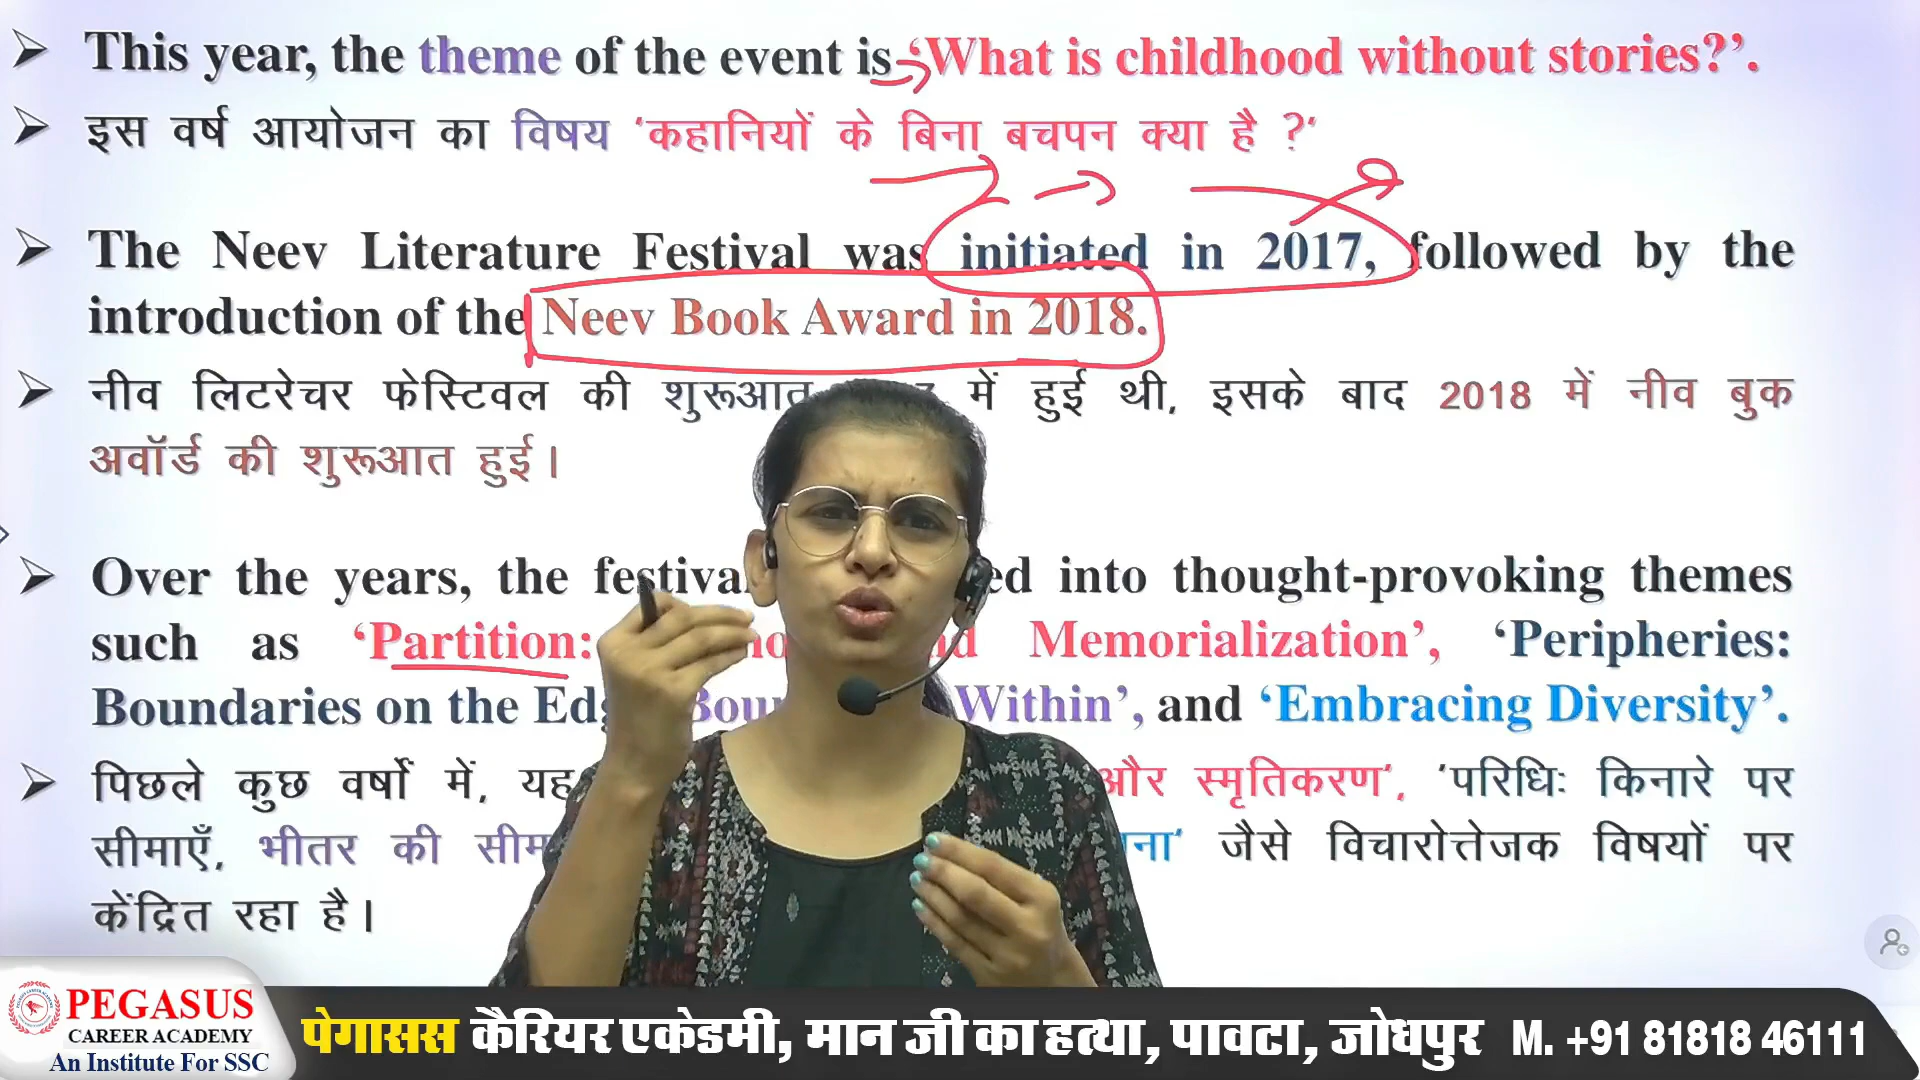 This year, the theme of the event is 'What is childhood without stories?'.
इस वर्ष आयोजन का विषय 'कहानियों के बिना बचपन क्या है ?'
The Neev Literature Festival was initiated in 2017, followed by the
introduction of the Neev Book Award in 2018.
नीव लिटरेचर फेस्टिवल की शुरूआत में हुई थी, इसके बाद 2018 में नीव बुक
अवॉर्ड की शुरूआत हुई।
Over the years, the into thought-provoking themes
such as 'Partition: Memorialization', 'Peripheries:
Boundaries on the Within', and 'Embracing Diversity'.
पिछले कुछ वर्षों में, यह और स्मृतिकरण', 'परिधिः किनारे पर
सीमाएँ, भीतर की जैसे विचारोत्तेजक विषयों पर
केंद्रित रहा है।
PEGASUS
CAREER ACADEMY
An Institute For SSC
पेगासस कैरियर एकेडमी, मान जी का हत्था, पावटा, जोधपुर M. +91 81818 46111